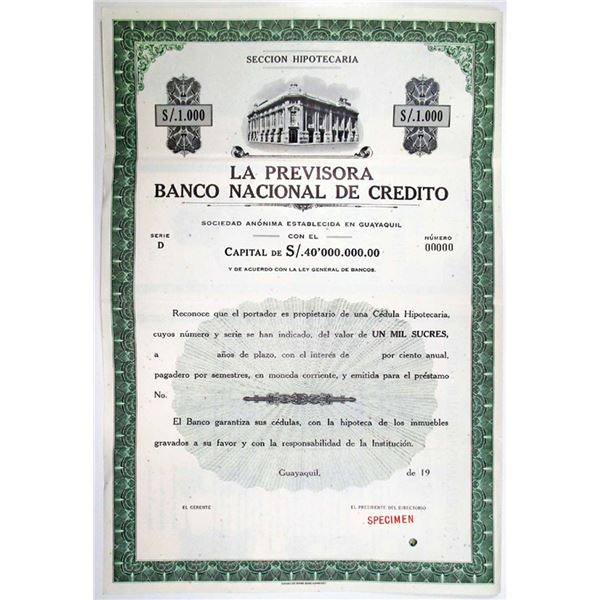 SECCION HIPOTECARIA
S/.1.000
S/.1.000
LA PREVISORA
BANCO NACIONAL DE CREDITO
SOCIEDAD ANÓNIMA ESTABLECIDA EN GUAYAQUIL
SERIE
D
CON EL
NÚMERO
00000
CAPITAL DE S/.40'000.000.00
Y DE ACUERDO CON LA LEY GENERAL DE BANCOS.
Reconoce que el portador es propietario de una Cédula Hipotecaria,
cuyos número y serie se han indicado, del valor de UN MIL SUCRES,
a años de plazo, con el interés de por ciento anual,
pagadero por semestres, en moneda corriente, y emitida para el préstamo
No.
El Banco garantiza sus cédulas, con la hipoteca de los inmuebles
gravados a su favor y con la responsabilidad de la Institución.
Guayaquil, de 19
EL GERENTE
EL PRESIDENTE DEL DIRECTORIO
SPECIMEN